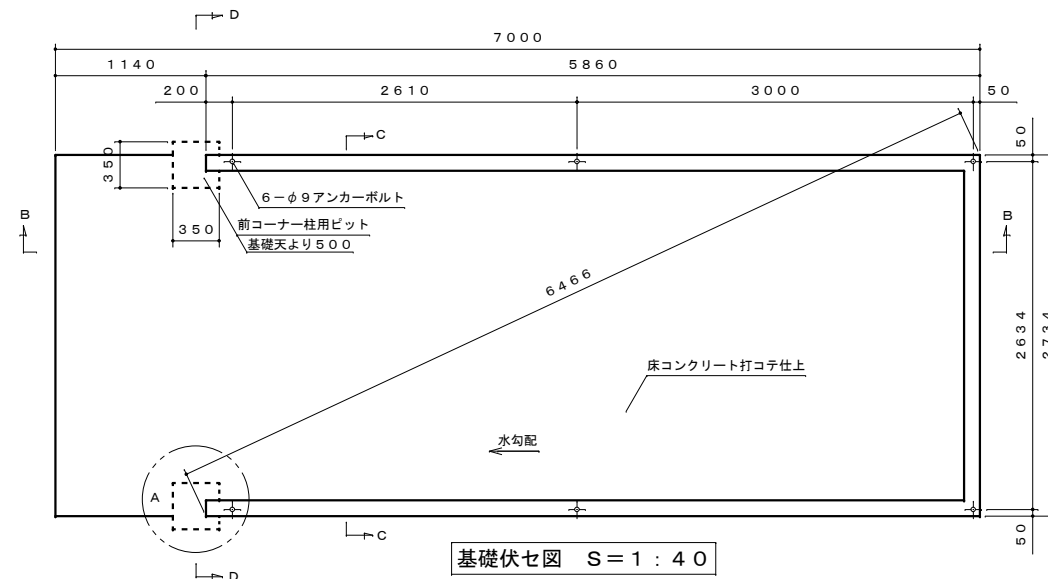 D
7000
1140
5860
200
2610
3000
50
C
50
350
6-φ9アンカーボルト
B
前コーナー柱用ピット
350
基礎天より500
B
6466
2634
2734
床コンクリート打コテ仕上
水勾配
A
C
50
基礎伏セ図 S=1:40
D